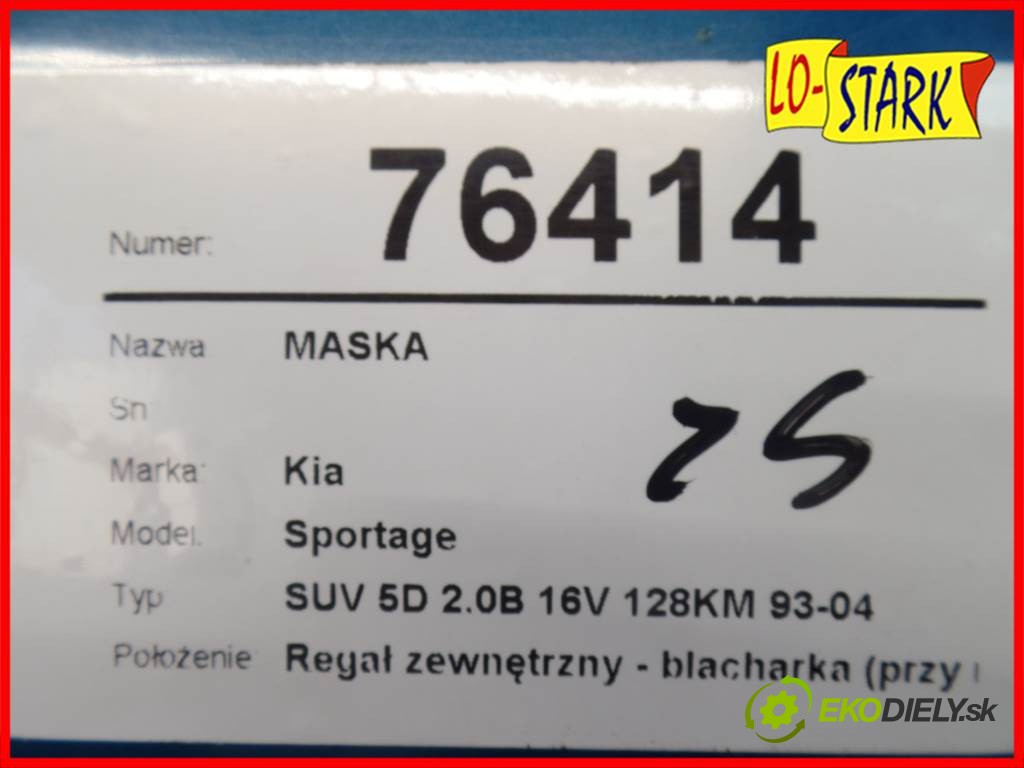 LO-STARK
Numer: 76414
Nazwa MASKA
Sn
25
Marka: Kia
Model. Sportage
Typ SUV 5D 2.0B 16V 128KM 93-04
Położenie Regał zewnętrzny - blacharka (przy
EKODIELY.sk